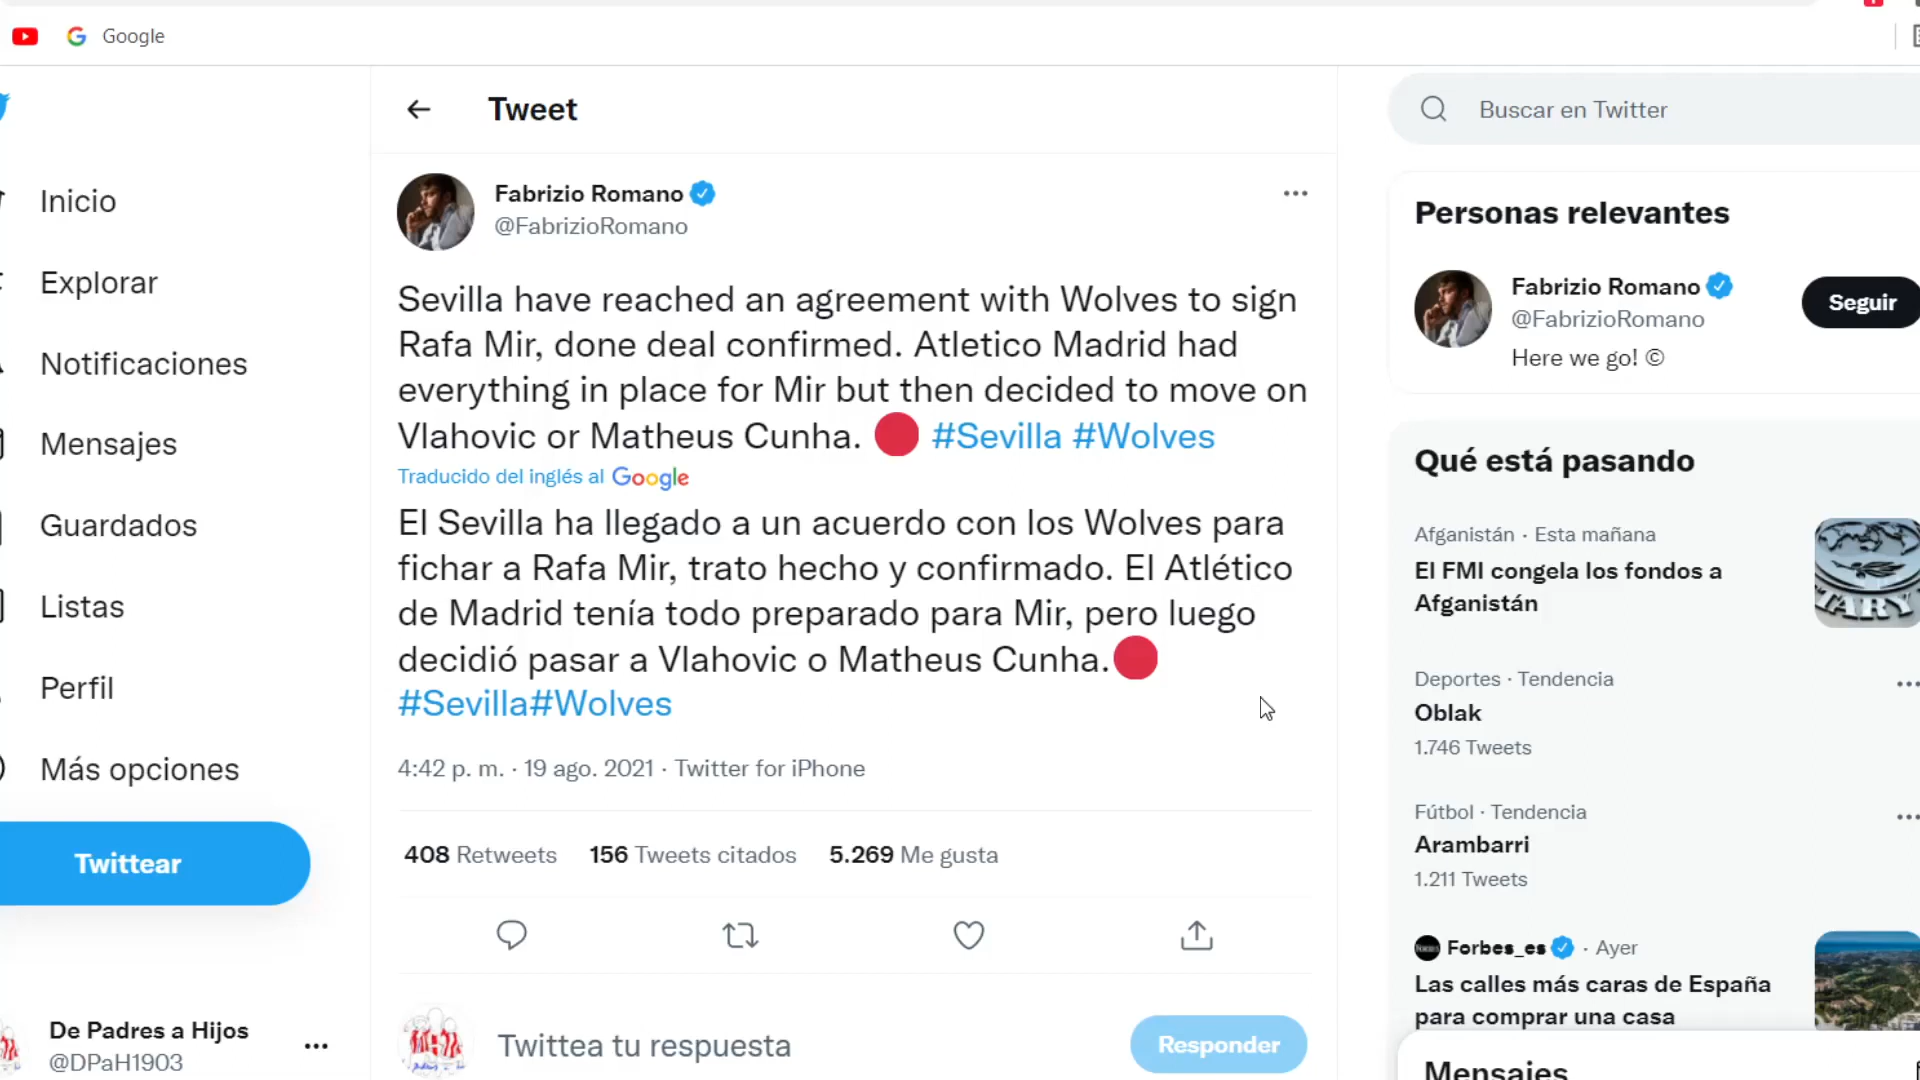 Google
Tweet
Buscar en Twitter
Inicio
Explorar
Notificaciones
Mensajes
Guardados
Listas
Perfil
Más opciones
Twittear
De Padres a Hijos
@DPaH1903
Fabrizio Romano
@FabrizioRomano
Sevilla have reached an agreement with Wolves to sign
Rafa Mir, done deal confirmed. Atletico Madrid had
everything in place for Mir but then decided to move on
Vlahovic or Matheus Cunha. 🔴 #Sevilla #Wolves
Traducido del inglés al Google
El Sevilla ha llegado a un acuerdo con los Wolves para
fichar a Rafa Mir, trato hecho y confirmado. El Atlético
de Madrid tenía todo preparado para Mir, pero luego
decidió pasar a Vlahovic o Matheus Cunha.🔴
#Sevilla#Wolves
4:42 p. m. · 19 ago. 2021 · Twitter for iPhone
408 Retweets 156 Tweets citados 5.269 Me gusta
Twittea tu respuesta
Responder
Personas relevantes
Fabrizio Romano
@FabrizioRomano
Seguir
Here we go! ©
Qué está pasando
Afganistán · Esta mañana
El FMI congela los fondos a
Afganistán
TARY
Deportes · Tendencia
Oblak
1.746 Tweets
Fútbol · Tendencia
Arambarri
1.211 Tweets
Forbes_es · Ayer
Las calles más caras de España
para comprar una casa
Mensajes